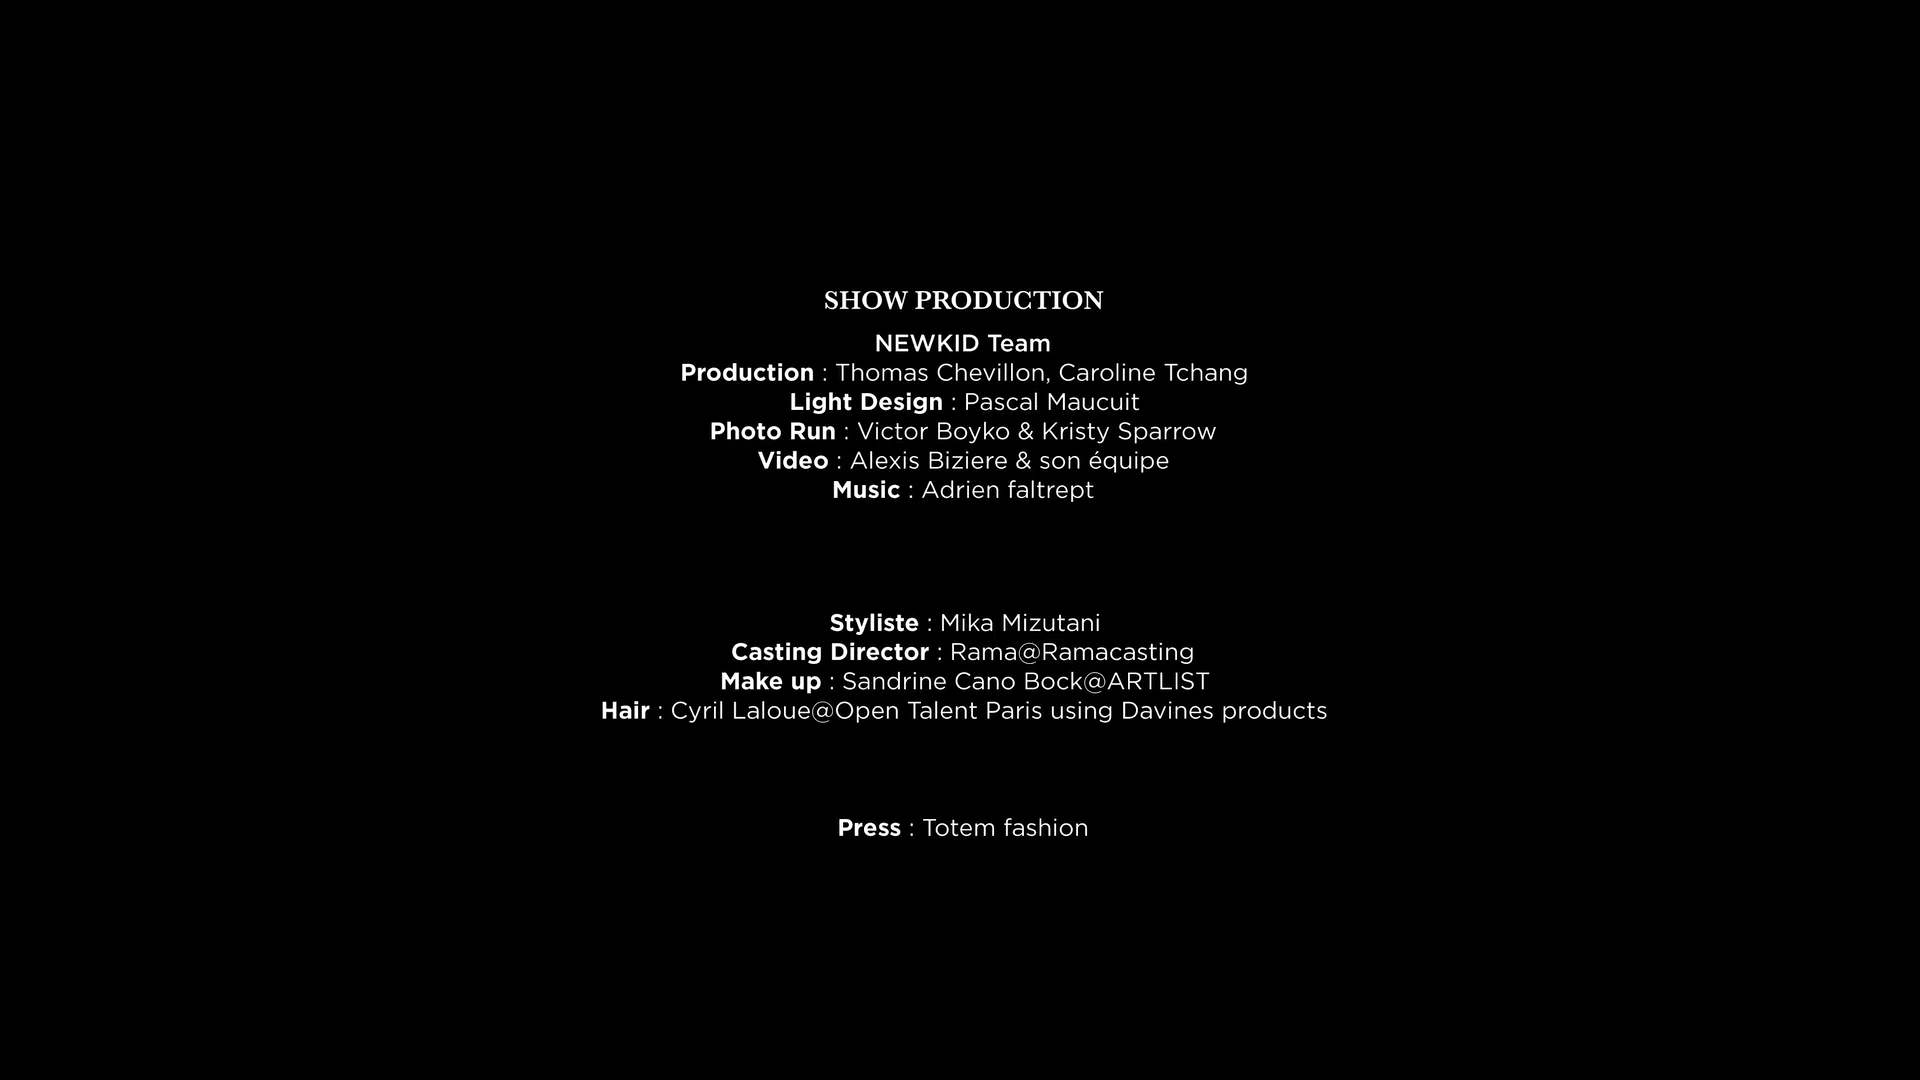 SHOW PRODUCTION
NEWKID Team
Production : Thomas Chevillon, Caroline Tchang
Light Design : Pascal Maucuit
Photo Run : Victor Boyko & Kristy Sparrow
Video : Alexis Biziere & son équipe
Music : Adrien faltrept
Styliste : Mika Mizutani
Casting Director : Rama@Ramacasting
Make up : Sandrine Cano Bock@ARTLIST
Hair : Cyril Laloue@Open Talent Paris using Davines products
Press : Totem fashion